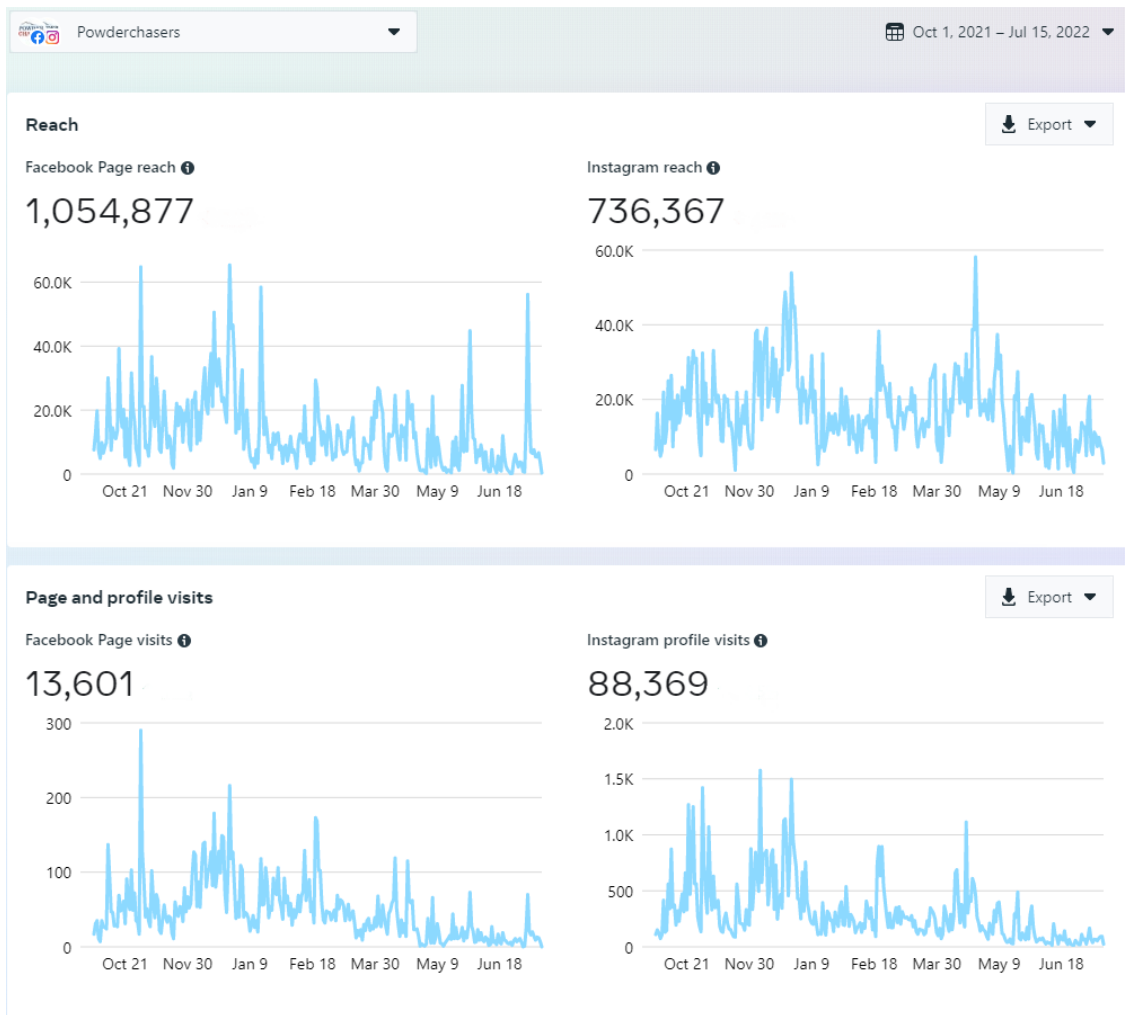 Powderchasers
Oct 1, 2021 – Jul 15, 2022
Reach
Export
Facebook Page reach
1,054,877
60.0K
40.0K
20.0K
0
Oct 21 Nov 30 Jan 9 Feb 18 Mar 30 May 9 Jun 18
Instagram reach
736,367
60.0K
40.0K
20.0K
0
Oct 21 Nov 30 Jan 9 Feb 18 Mar 30 May 9 Jun 18
Page and profile visits
Export
Facebook Page visits
13,601
300
200
100
0
Oct 21 Nov 30 Jan 9 Feb 18 Mar 30 May 9 Jun 18
Instagram profile visits
88,369
2.0K
1.5K
1.0K
500
0
Oct 21 Nov 30 Jan 9 Feb 18 Mar 30 May 9 Jun 18